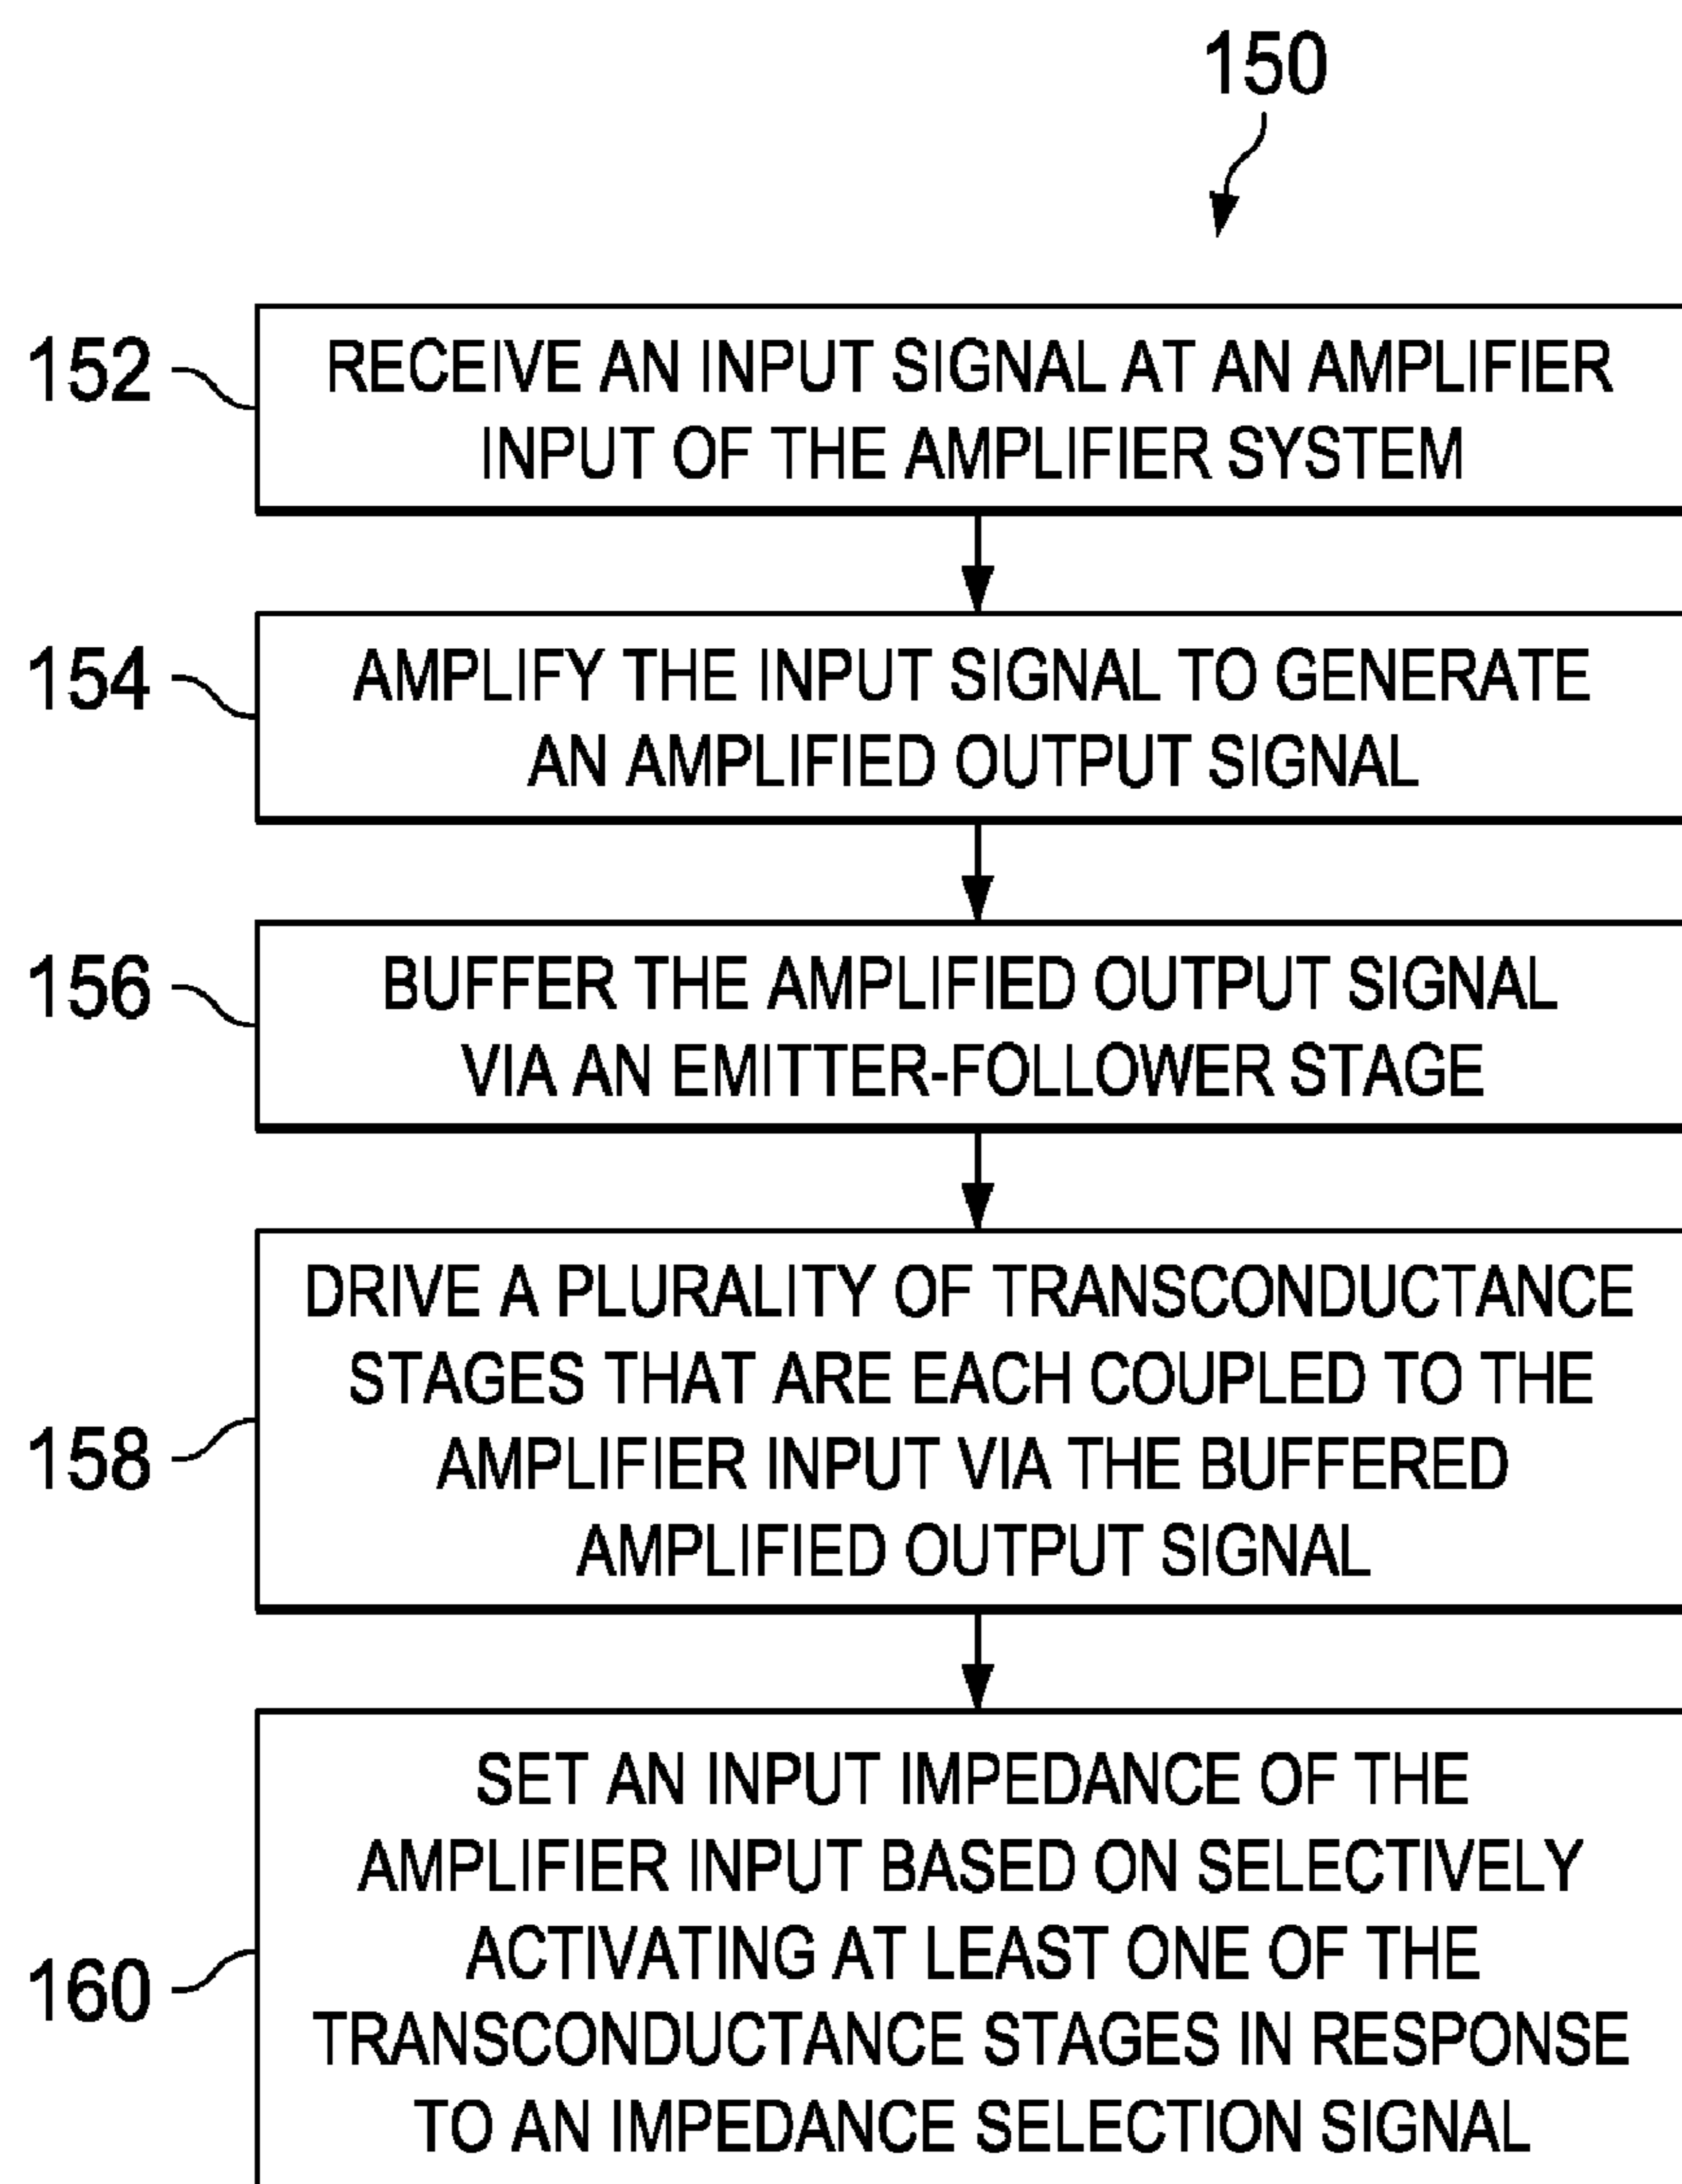 150
152
RECEIVE AN INPUT SIGNAL AT AN AMPLIFIER
INPUT OF THE AMPLIFIER SYSTEM
154
AMPLIFY THE INPUT SIGNAL TO GENERATE
AN AMPLIFIED OUTPUT SIGNAL
156
BUFFER THE AMPLIFIED OUTPUT SIGNAL
VIA AN EMITTER-FOLLOWER STAGE
158
DRIVE A PLURALITY OF TRANSCONDUCTANCE
STAGES THAT ARE EACH COUPLED TO THE
AMPLIFIER INPUT VIA THE BUFFERED
AMPLIFIED OUTPUT SIGNAL
160
SET AN INPUT IMPEDANCE OF THE
AMPLIFIER INPUT BASED ON SELECTIVELY
ACTIVATING AT LEAST ONE OF THE
TRANSCONDUCTANCE STAGES IN RESPONSE
TO AN IMPEDANCE SELECTION SIGNAL